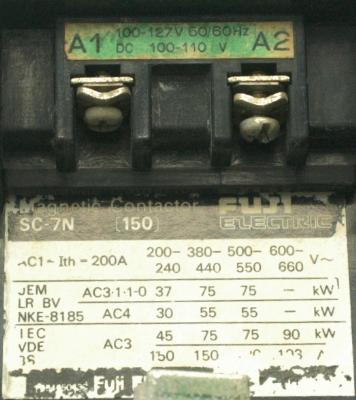 A1 100-127V 50/60Hz A2
DC 100-110 V
Magnetic Contactor FUJI
SC-7N [150] ELECTRIC
AC1~Ith=200A 200- 380- 500- 600- V~
240 440 550 660
JEM AC3·1·1-0 37 75 75 — kW
LR BV
NKE-8185 AC4 30 55 55 — kW
IEC 45 75 75 90 kW
VDE AC3
BS 150 150 103 A
Fuji